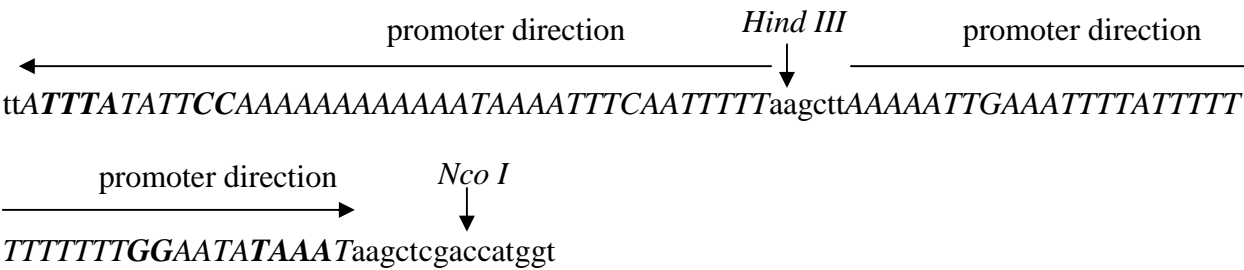 promoter direction Hind III promoter direction
ttATTTATATTCCAAAAAAAAAAAATAAAATTTCAATTTTTaagcttAAAAATTGAAATTTTATTTTT
promoter direction Nco I
TTTTTTTGGAATATAAATaagctcgaccatggt